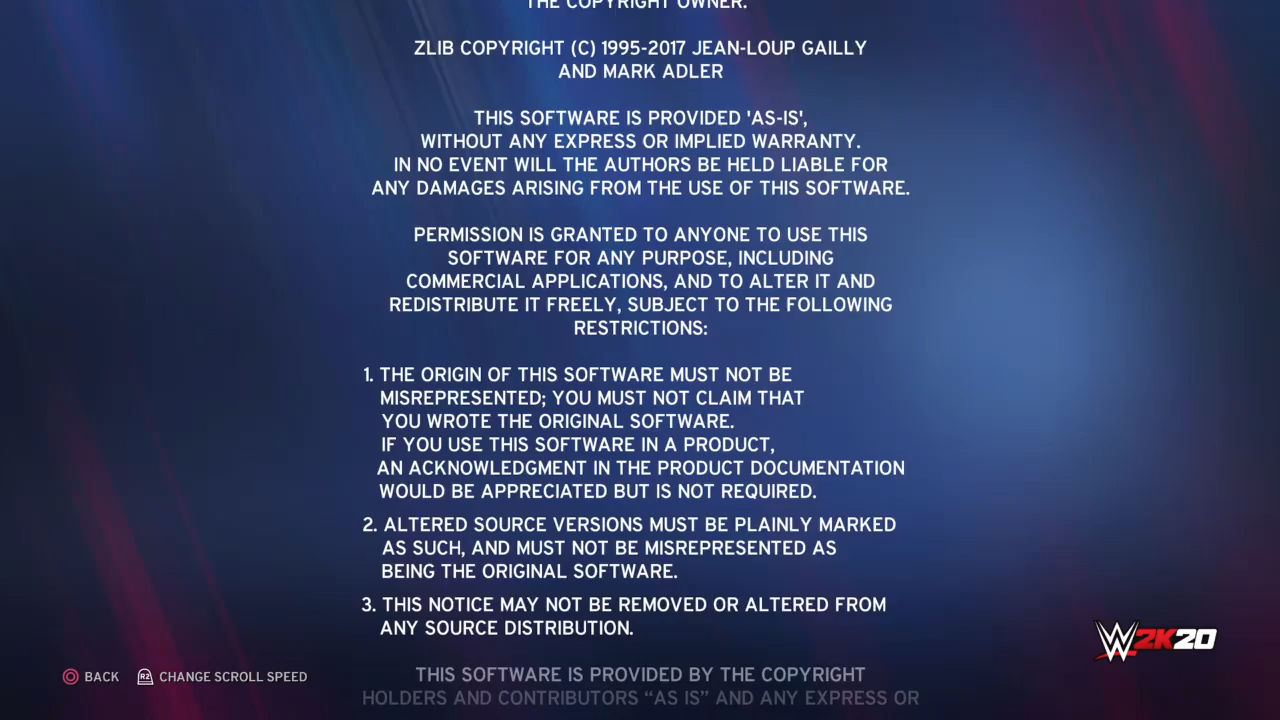 THE COPYRIGHT OWNER.
ZLIB COPYRIGHT (C) 1995-2017 JEAN-LOUP GAILLY
AND MARK ADLER
THIS SOFTWARE IS PROVIDED 'AS-IS',
WITHOUT ANY EXPRESS OR IMPLIED WARRANTY.
IN NO EVENT WILL THE AUTHORS BE HELD LIABLE FOR
ANY DAMAGES ARISING FROM THE USE OF THIS SOFTWARE.
PERMISSION IS GRANTED TO ANYONE TO USE THIS
SOFTWARE FOR ANY PURPOSE, INCLUDING
COMMERCIAL APPLICATIONS, AND TO ALTER IT AND
REDISTRIBUTE IT FREELY, SUBJECT TO THE FOLLOWING
RESTRICTIONS:
1. THE ORIGIN OF THIS SOFTWARE MUST NOT BE
MISREPRESENTED; YOU MUST NOT CLAIM THAT
YOU WROTE THE ORIGINAL SOFTWARE.
IF YOU USE THIS SOFTWARE IN A PRODUCT,
AN ACKNOWLEDGMENT IN THE PRODUCT DOCUMENTATION
WOULD BE APPRECIATED BUT IS NOT REQUIRED.
2. ALTERED SOURCE VERSIONS MUST BE PLAINLY MARKED
AS SUCH, AND MUST NOT BE MISREPRESENTED AS
BEING THE ORIGINAL SOFTWARE.
3. THIS NOTICE MAY NOT BE REMOVED OR ALTERED FROM
ANY SOURCE DISTRIBUTION.
THIS SOFTWARE IS PROVIDED BY THE COPYRIGHT
HOLDERS AND CONTRIBUTORS “AS IS” AND ANY EXPRESS OR
BACK R2 CHANGE SCROLL SPEED
W 2K20